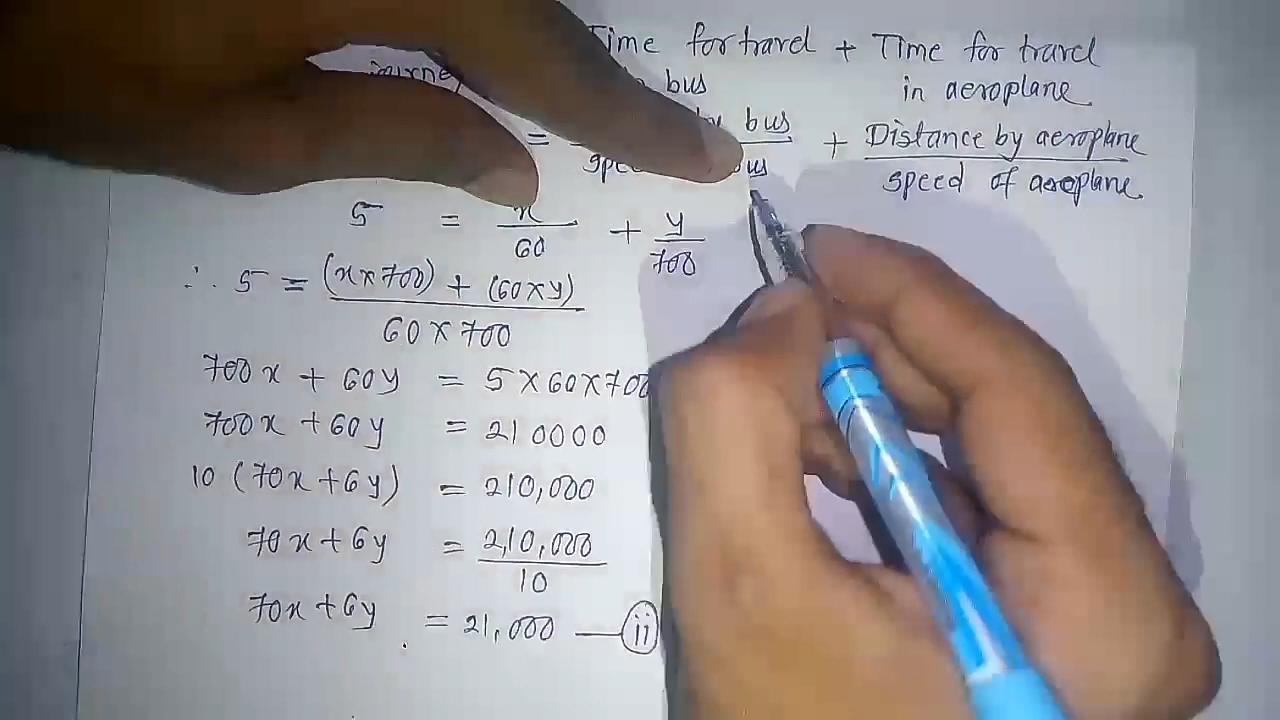 Time for travel + Time for travel
bus in aeroplane
= bus + Distance by aeroplane
speed of aeroplane
5 = x/60 + y/700
∴ 5 = (x×700) + (60×y)
60×700
700x + 60y = 5×60×700
700x + 60y = 210000
10 (70x+6y) = 210,000
70x+6y = 210,000
10
70x+6y = 21,000 — (ii)